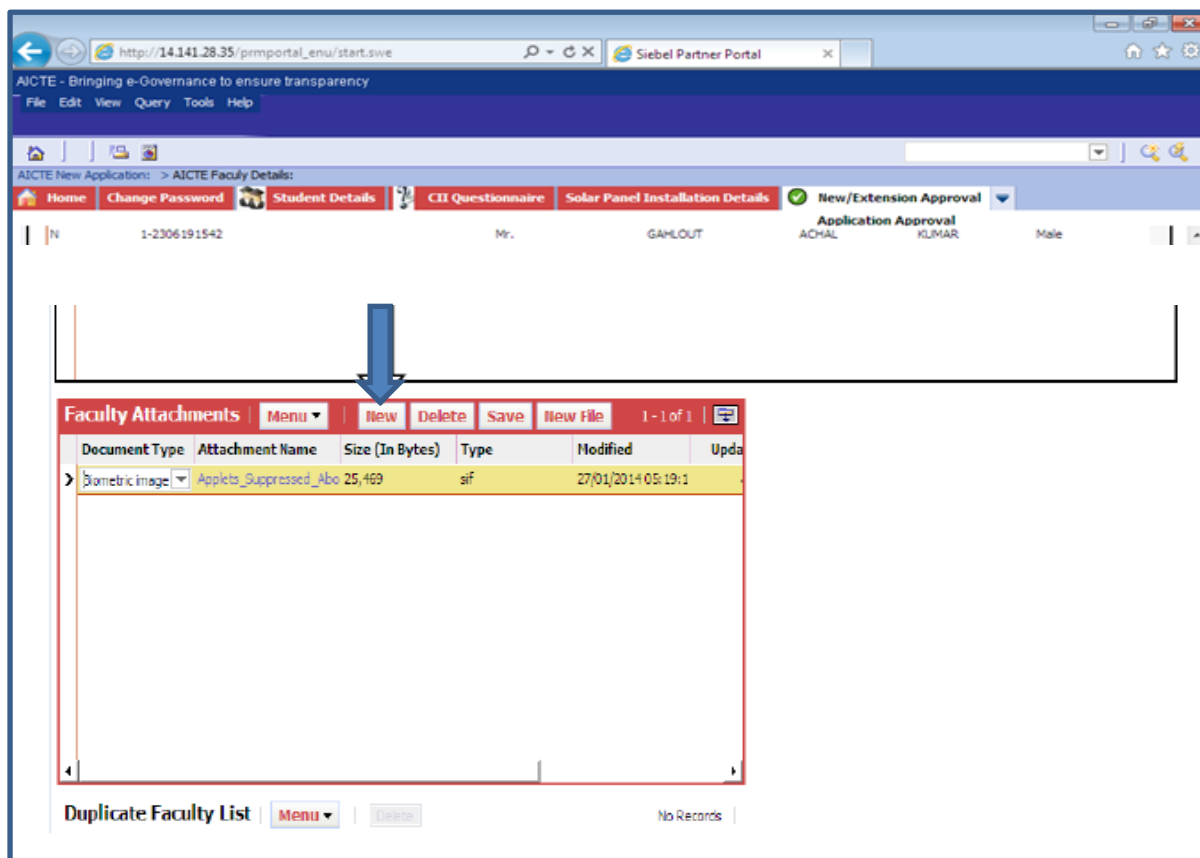 http://14.141.28.35/prmportal_enu/start.swe
Siebel Partner Portal
AICTE - Bringing e-Governance to ensure transparency
File Edit View Query Tools Help
AICTE New Application: > AICTE Faculy Details:
Home Change Password Student Details CII Questionnaire Solar Panel Installation Details New/Extension Approval
Application Approval
N 1-2306191542 Mr. GAHLOUT ACHAL KUMAR Male
Faculty Attachments Menu New Delete Save New File 1 - 1 of 1
Document Type Attachment Name Size (In Bytes) Type Modified Upda
Biometric image Applets_Suppressed_Abo 25,469 sif 27/01/2014 05:19:1
Duplicate Faculty List Menu Delete No Records